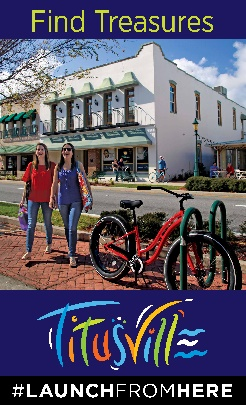 Find Treasures
Titusville
#LAUNCHFROMHERE